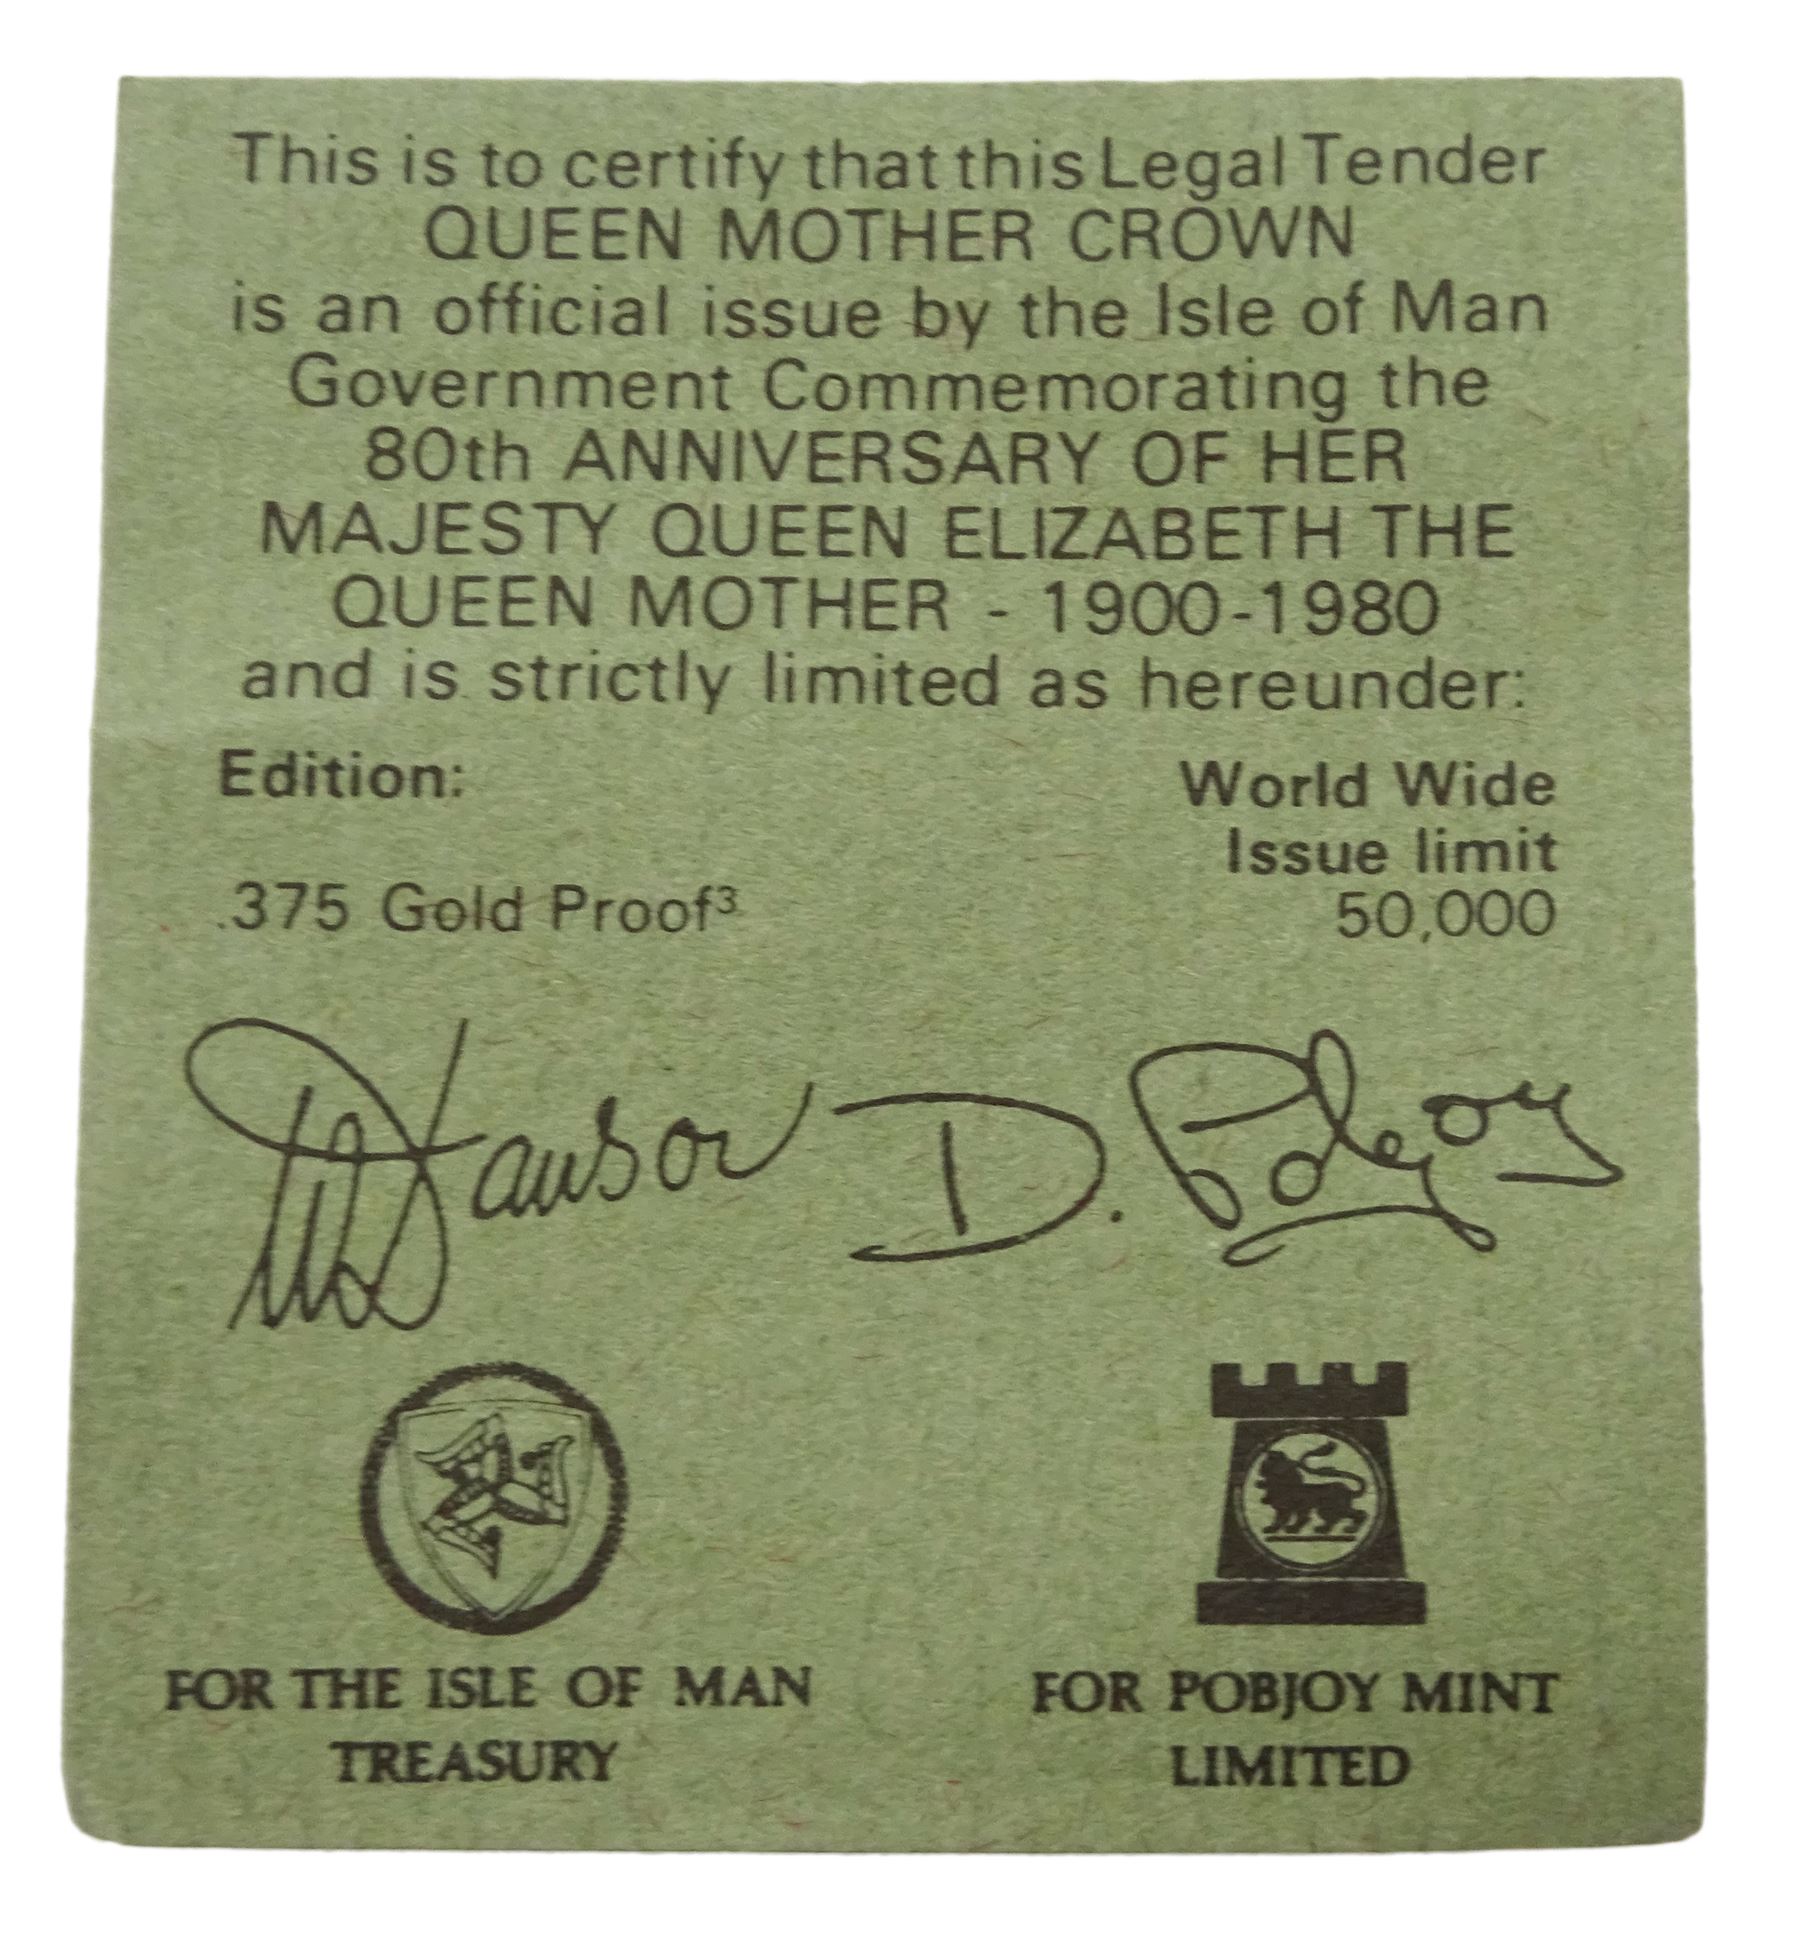 This is to certify that this Legal Tender
QUEEN MOTHER CROWN
is an official issue by the Isle of Man
Government Commemorating the
80th ANNIVERSARY OF HER
MAJESTY QUEEN ELIZABETH THE
QUEEN MOTHER - 1900-1980
and is strictly limited as hereunder:
Edition:
World Wide
Issue limit
.375 Gold Proof³ 50,000
D. Pobjoy
FOR THE ISLE OF MAN
TREASURY
FOR POBJOY MINT
LIMITED